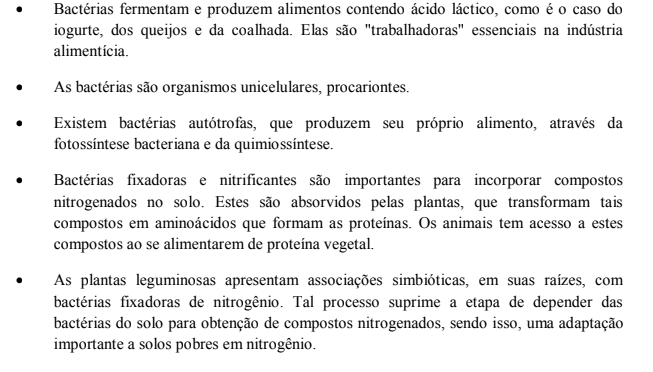 • Bactérias fermentam e produzem alimentos contendo ácido láctico, como é o caso do
iogurte, dos queijos e da coalhada. Elas são "trabalhadoras" essenciais na indústria
alimentícia.
• As bactérias são organismos unicelulares, procariontes.
• Existem bactérias autótrofas, que produzem seu próprio alimento, através da
fotossíntese bacteriana e da quimiossíntese.
• Bactérias fixadoras e nitrificantes são importantes para incorporar compostos
nitrogenados no solo. Estes são absorvidos pelas plantas, que transformam tais
compostos em aminoácidos que formam as proteínas. Os animais tem acesso a estes
compostos ao se alimentarem de proteína vegetal.
• As plantas leguminosas apresentam associações simbióticas, em suas raízes, com
bactérias fixadoras de nitrogênio. Tal processo suprime a etapa de depender das
bactérias do solo para obtenção de compostos nitrogenados, sendo isso, uma adaptação
importante a solos pobres em nitrogênio.